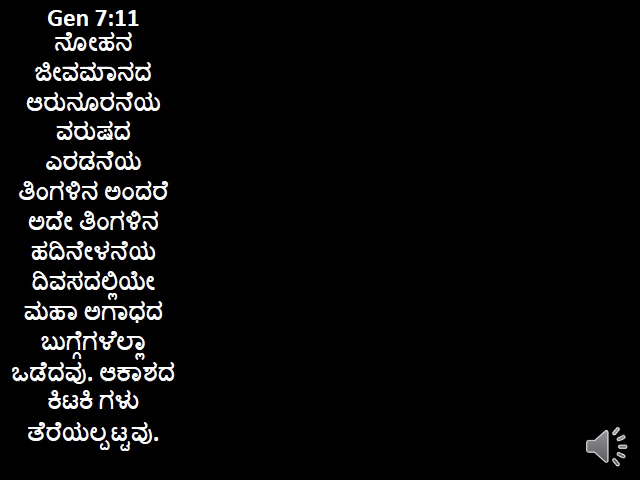 Gen 7:11
ನೋಹನ
ಜೀವಮಾನದ
ಆರುನೂರನೆಯ
ವರುಷದ
ಎರಡನೆಯ
ತಿಂಗಳಿನ ಅಂದರೆ
ಅದೇ ತಿಂಗಳಿನ
ಹದಿನೇಳನೆಯ
ದಿವಸದಲ್ಲಿಯೇ
ಮಹಾ ಅಗಾಧದ
ಬುಗ್ಗೆಗಳೆಲ್ಲಾ
ಒಡೆದವು. ಆಕಾಶದ
ಕಿಟಕಿ ಗಳು
ತೆರೆಯಲ್ಪಟ್ಟವು.